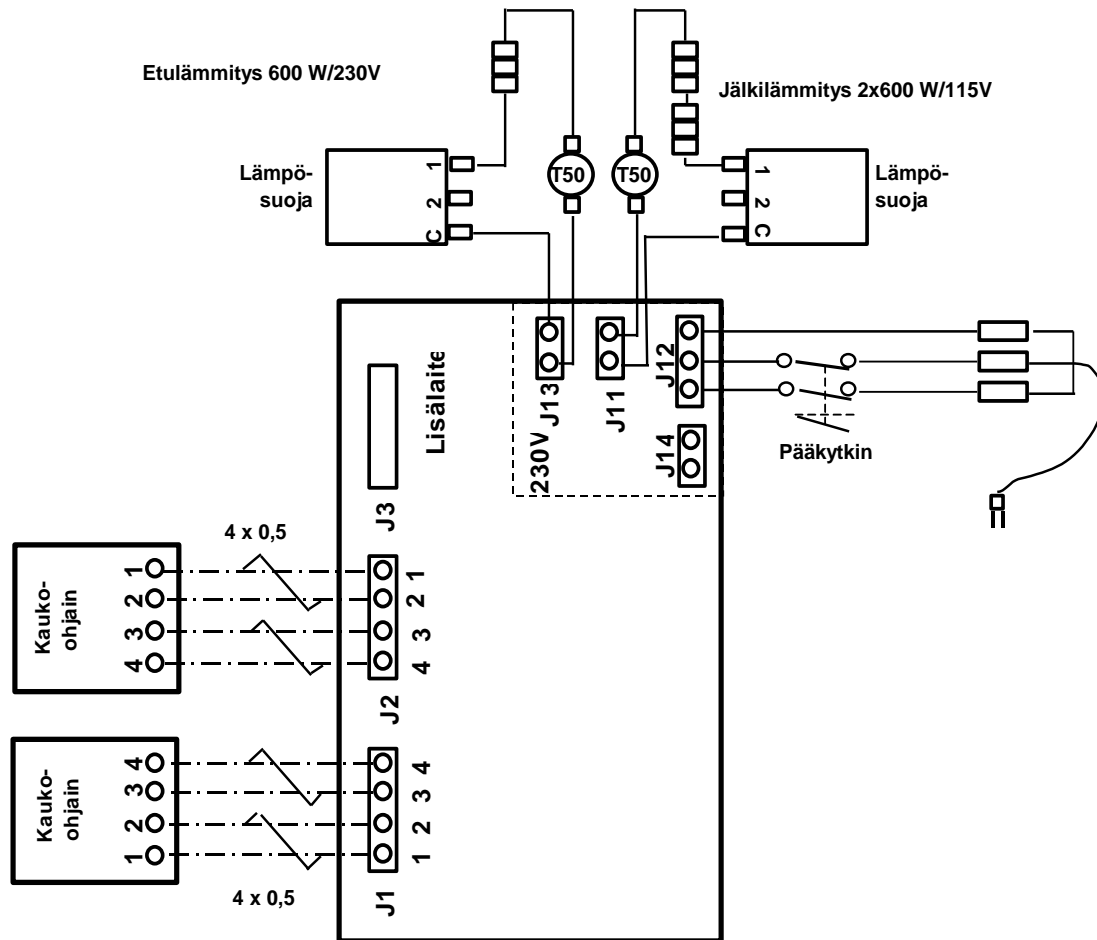 Etulämmitys 600 W/230V
Jälkilämmitys 2x600 W/115V
Lämpö-
suoja
1
2
C
T50
T50
1
2
C
Lämpö-
suoja
Lisälaite
J3
230V
J13
J11
J12
J14
Pääkytkin
4 x 0,5
Kauko-
ohjain
1
2
3
4
1
2
3
4
J2
Kauko-
ohjain
4
3
2
1
4
3
2
1
J1
4 x 0,5